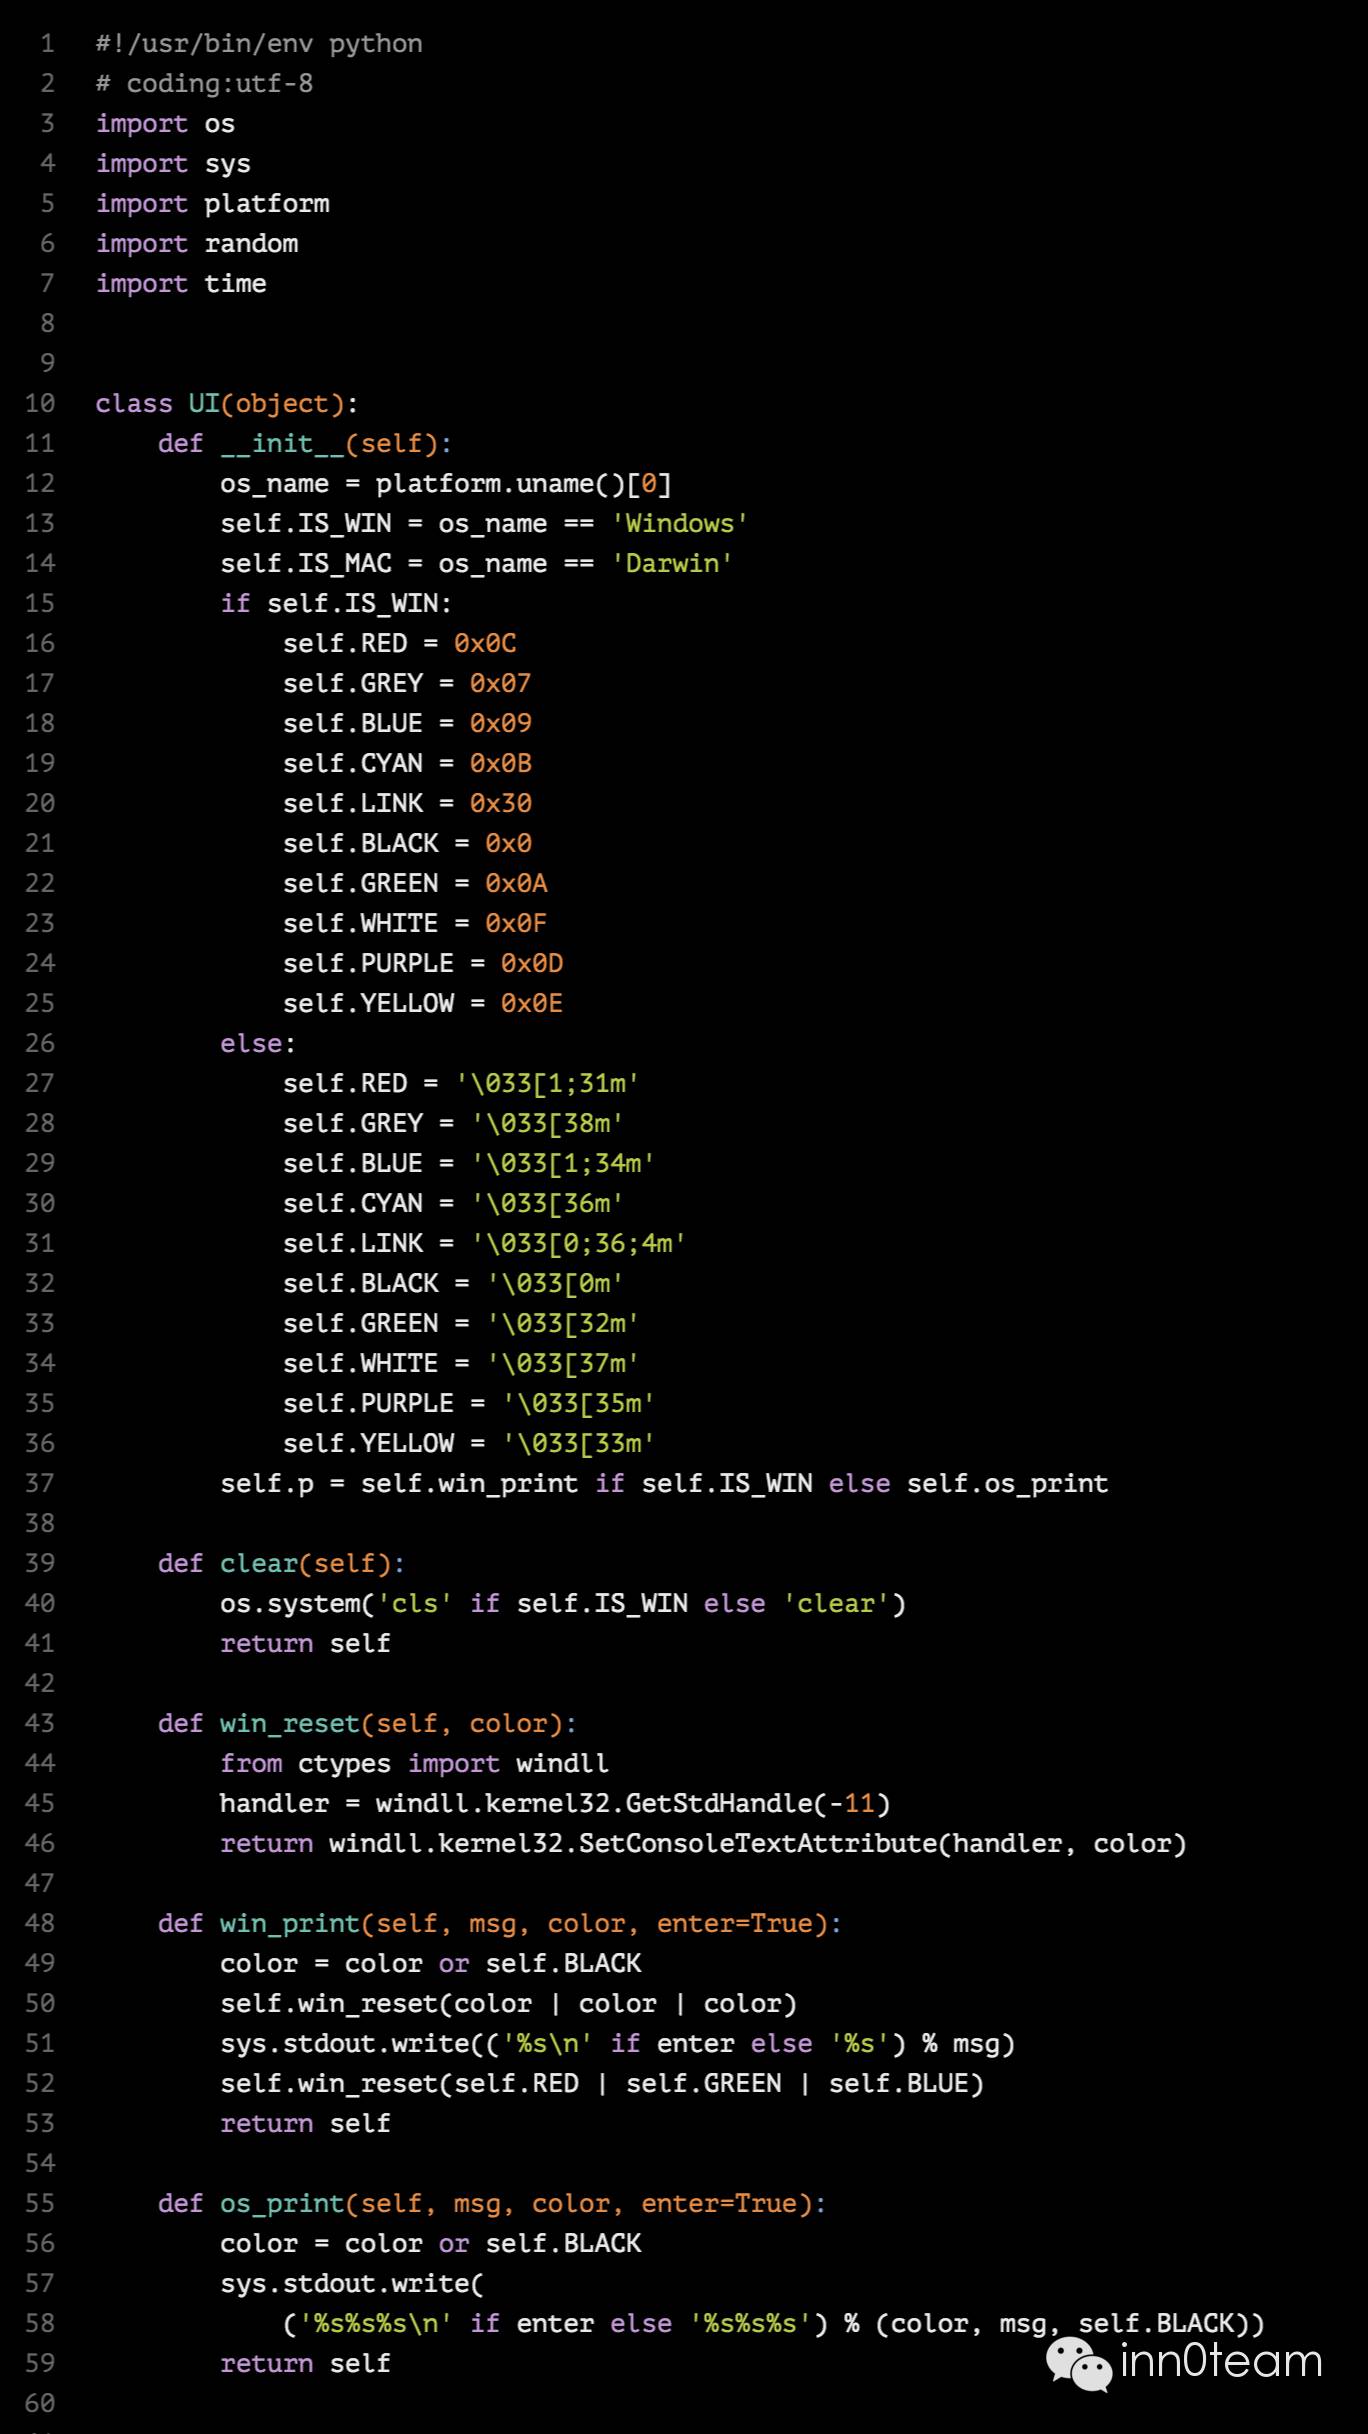 1 #!/usr/bin/env python
2 # coding:utf-8
3 import os
4 import sys
5 import platform
6 import random
7 import time
8
9
10 class UI(object):
11     def __init__(self):
12         os_name = platform.uname()[0]
13         self.IS_WIN = os_name == 'Windows'
14         self.IS_MAC = os_name == 'Darwin'
15         if self.IS_WIN:
16             self.RED = 0x0C
17             self.GREY = 0x07
18             self.BLUE = 0x09
19             self.CYAN = 0x0B
20             self.LINK = 0x30
21             self.BLACK = 0x0
22             self.GREEN = 0x0A
23             self.WHITE = 0x0F
24             self.PURPLE = 0x0D
25             self.YELLOW = 0x0E
26         else:
27             self.RED = '\033[1;31m'
28             self.GREY = '\033[38m'
29             self.BLUE = '\033[1;34m'
30             self.CYAN = '\033[36m'
31             self.LINK = '\033[0;36;4m'
32             self.BLACK = '\033[0m'
33             self.GREEN = '\033[32m'
34             self.WHITE = '\033[37m'
35             self.PURPLE = '\033[35m'
36             self.YELLOW = '\033[33m'
37         self.p = self.win_print if self.IS_WIN else self.os_print
38
39     def clear(self):
40         os.system('cls' if self.IS_WIN else 'clear')
41         return self
42
43     def win_reset(self, color):
44         from ctypes import windll
45         handler = windll.kernel32.GetStdHandle(-11)
46         return windll.kernel32.SetConsoleTextAttribute(handler, color)
47
48     def win_print(self, msg, color, enter=True):
49         color = color or self.BLACK
50         self.win_reset(color | color | color)
51         sys.stdout.write(('%s\n' if enter else '%s') % msg)
52         self.win_reset(self.RED | self.GREEN | self.BLUE)
53         return self
54
55     def os_print(self, msg, color, enter=True):
56         color = color or self.BLACK
57         sys.stdout.write(
58             ('%s%s%s\n' if enter else '%s%s%s') % (color, msg, self.BLACK))
59         return self
60
inn0team